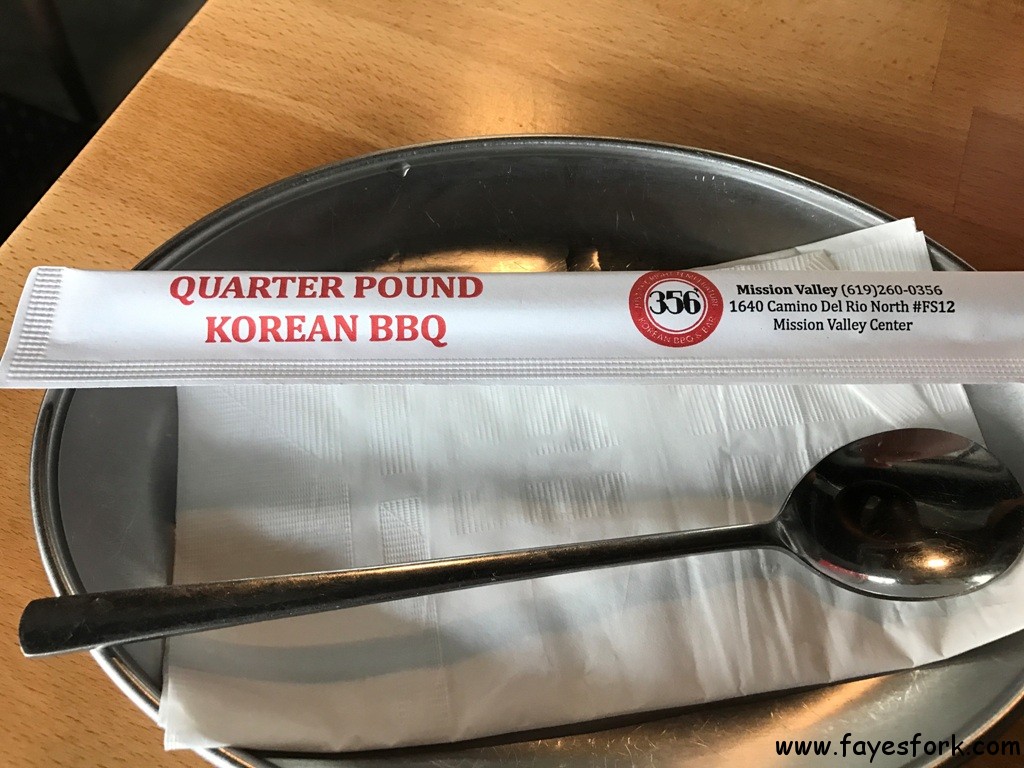 QUARTER POUND
KOREAN BBQ
356°
KOREAN BBQ & BAR
Mission Valley (619)260-0356
1640 Camino Del Rio North #FS12
Mission Valley Center
www.fayesfork.com